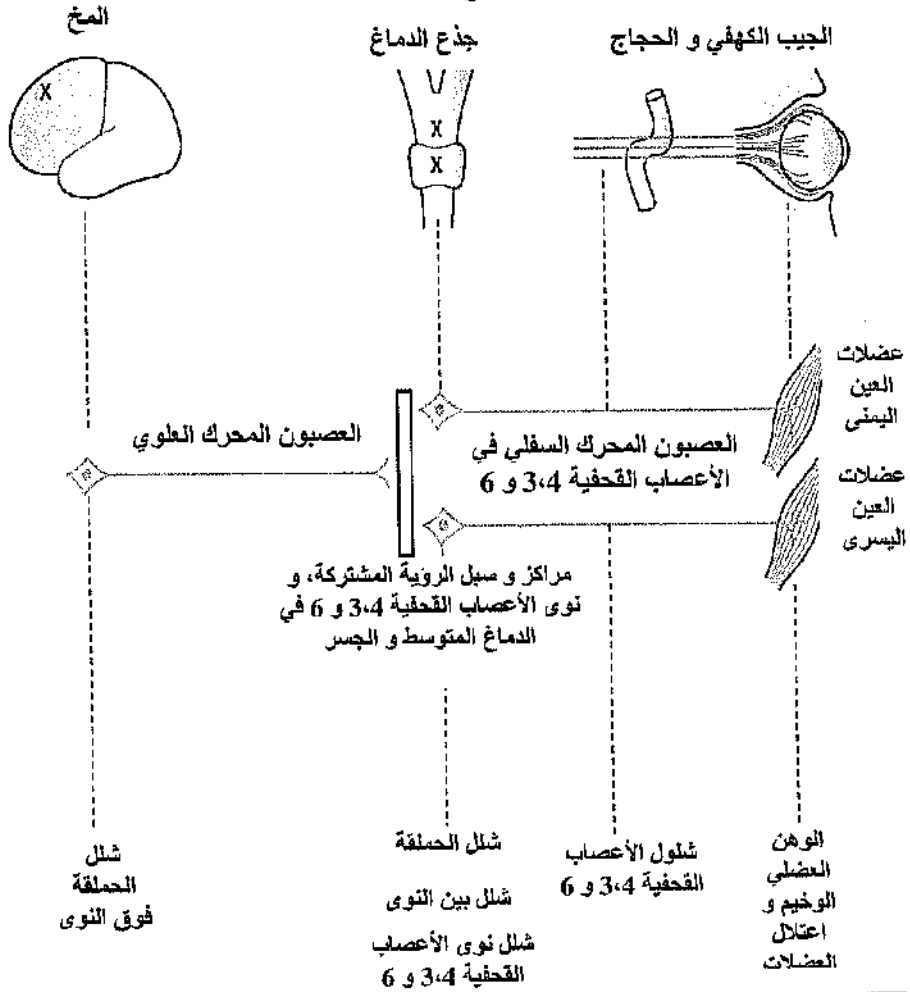 المخ
جذع الدماغ
الجيب الكهفي و الحجاج
X
X
X
عضلات
العين
اليمنى
العصبون المحرك العلوي
العصبون المحرك السفلي في
الأعصاب القحفية 3،4 و 6
عضلات
العين
اليسرى
مراكز و سبل الرؤية المشتركة، و
نوى الأعصاب القحفية 3،4 و 6 في
الدماغ المتوسط و الجسر
شلل
الحملقة
فوق النوى
شلل الحملقة
شلل بين النوى
شلل نوى الأعصاب
القحفية 3،4 و 6
شلول الأعصاب
القحفية 3،4 و 6
الوهن
العضلي
الوخيم و
اعتلال
العضلات